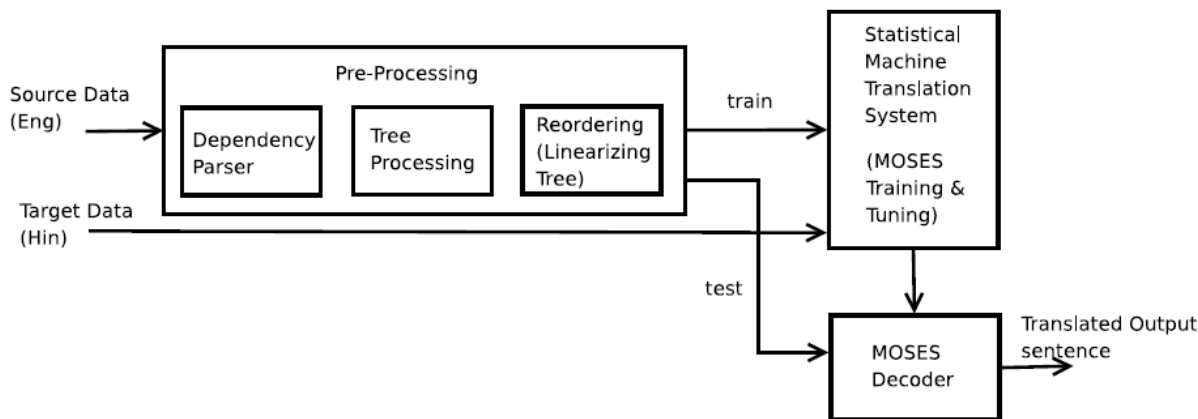 Source Data
(Eng)
Pre-Processing
Dependency
Parser
Tree
Processing
Reordering
(Linearizing
Tree)
train
Statistical
Machine
Translation
System
(MOSES
Training &
Tuning)
Target Data
(Hin)
test
MOSES
Decoder
Translated Output
sentence